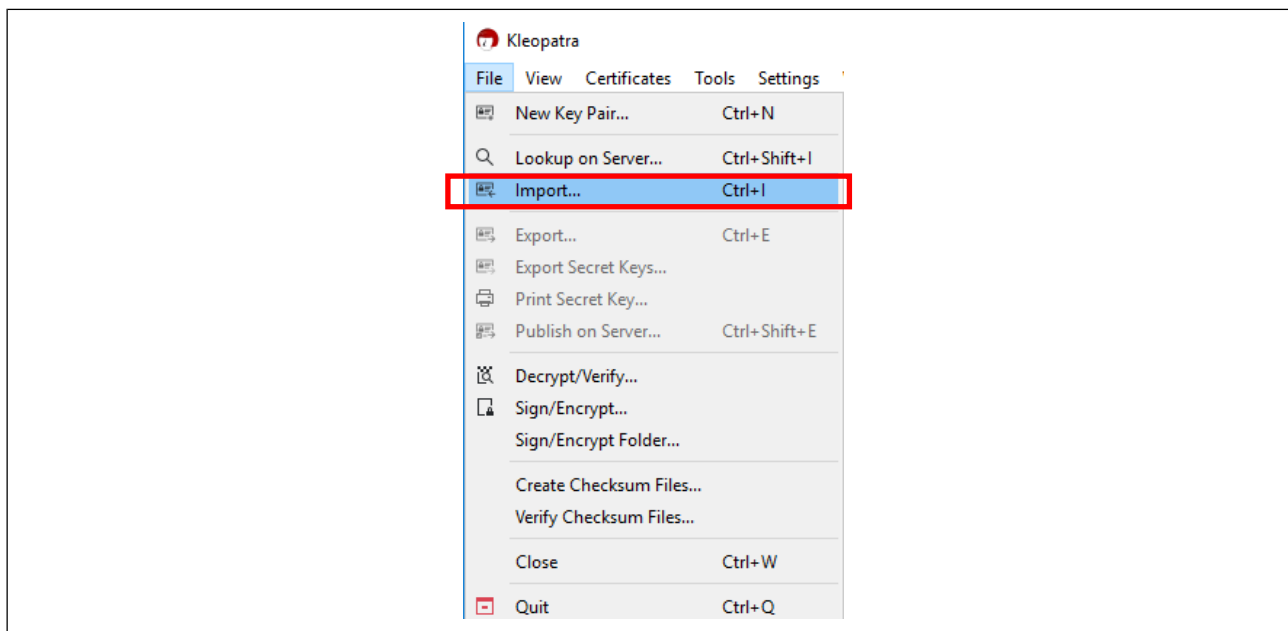 Kleopatra
File View Certificates Tools Settings
New Key Pair... Ctrl+N
Lookup on Server... Ctrl+Shift+I
Import... Ctrl+I
Export... Ctrl+E
Export Secret Keys...
Print Secret Key...
Publish on Server... Ctrl+Shift+E
Decrypt/Verify...
Sign/Encrypt...
Sign/Encrypt Folder...
Create Checksum Files...
Verify Checksum Files...
Close Ctrl+W
Quit Ctrl+Q